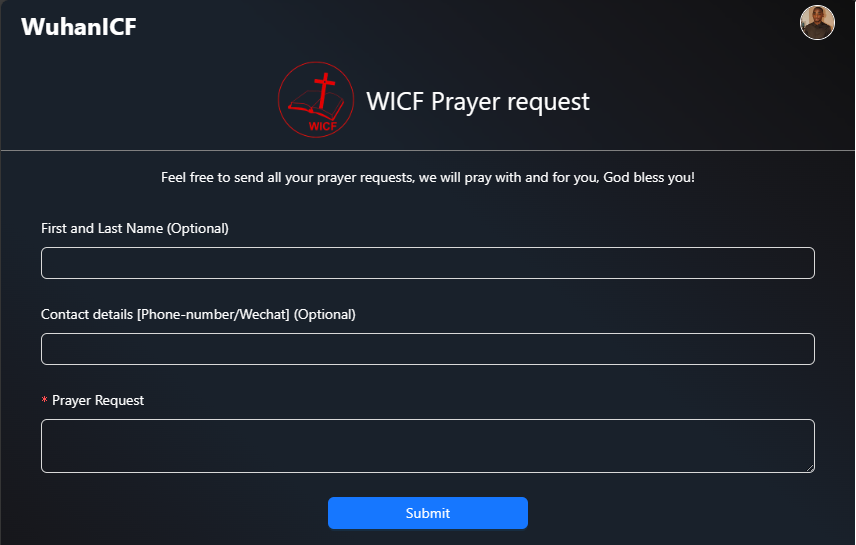 WuhanICF
WICF
WICF Prayer request
Feel free to send all your prayer requests, we will pray with and for you, God bless you!
First and Last Name (Optional)
Contact details [Phone-number/Wechat] (Optional)
* Prayer Request
Submit